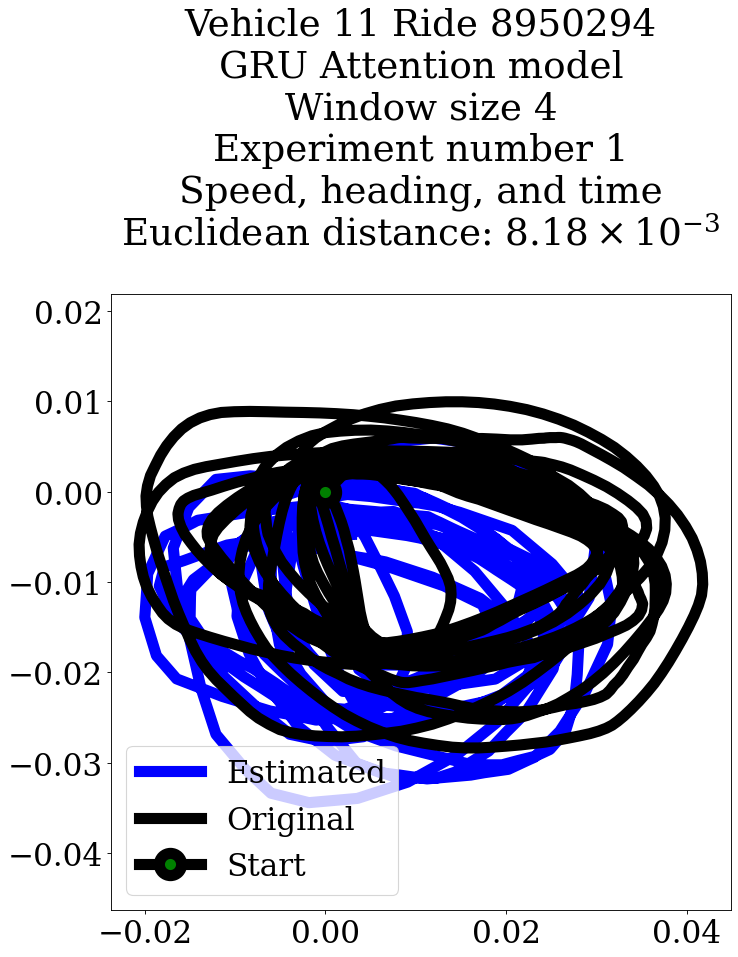 Vehicle 11 Ride 8950294
GRU Attention model
Window size 4
Experiment number 1
Speed, heading, and time
Euclidean distance: 8.18 × 10⁻³
0.02
0.01
0.00
−0.01
−0.02
−0.03
−0.04
Estimated
Original
Start
−0.02 0.00 0.02 0.04